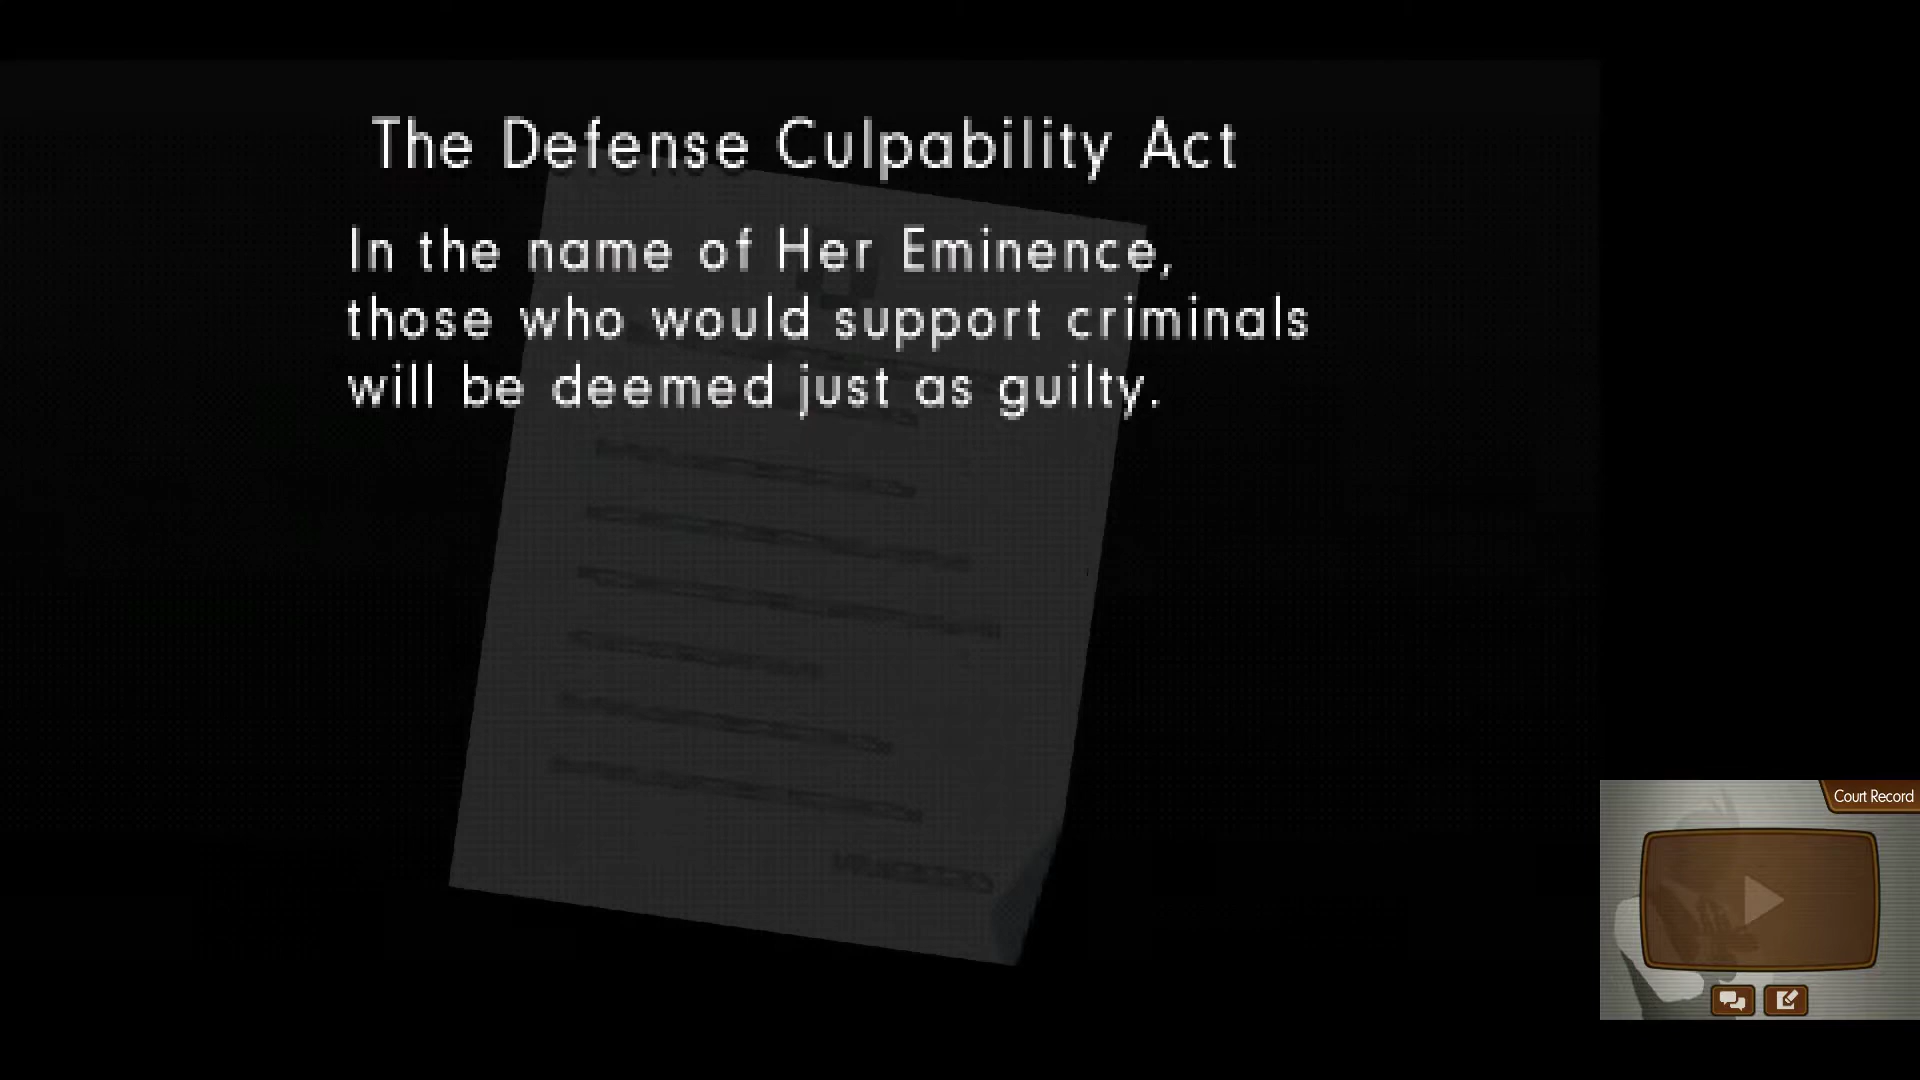 The Defense Culpability Act
In the name of Her Eminence,
those who would support criminals
will be deemed just as guilty.
Court Record